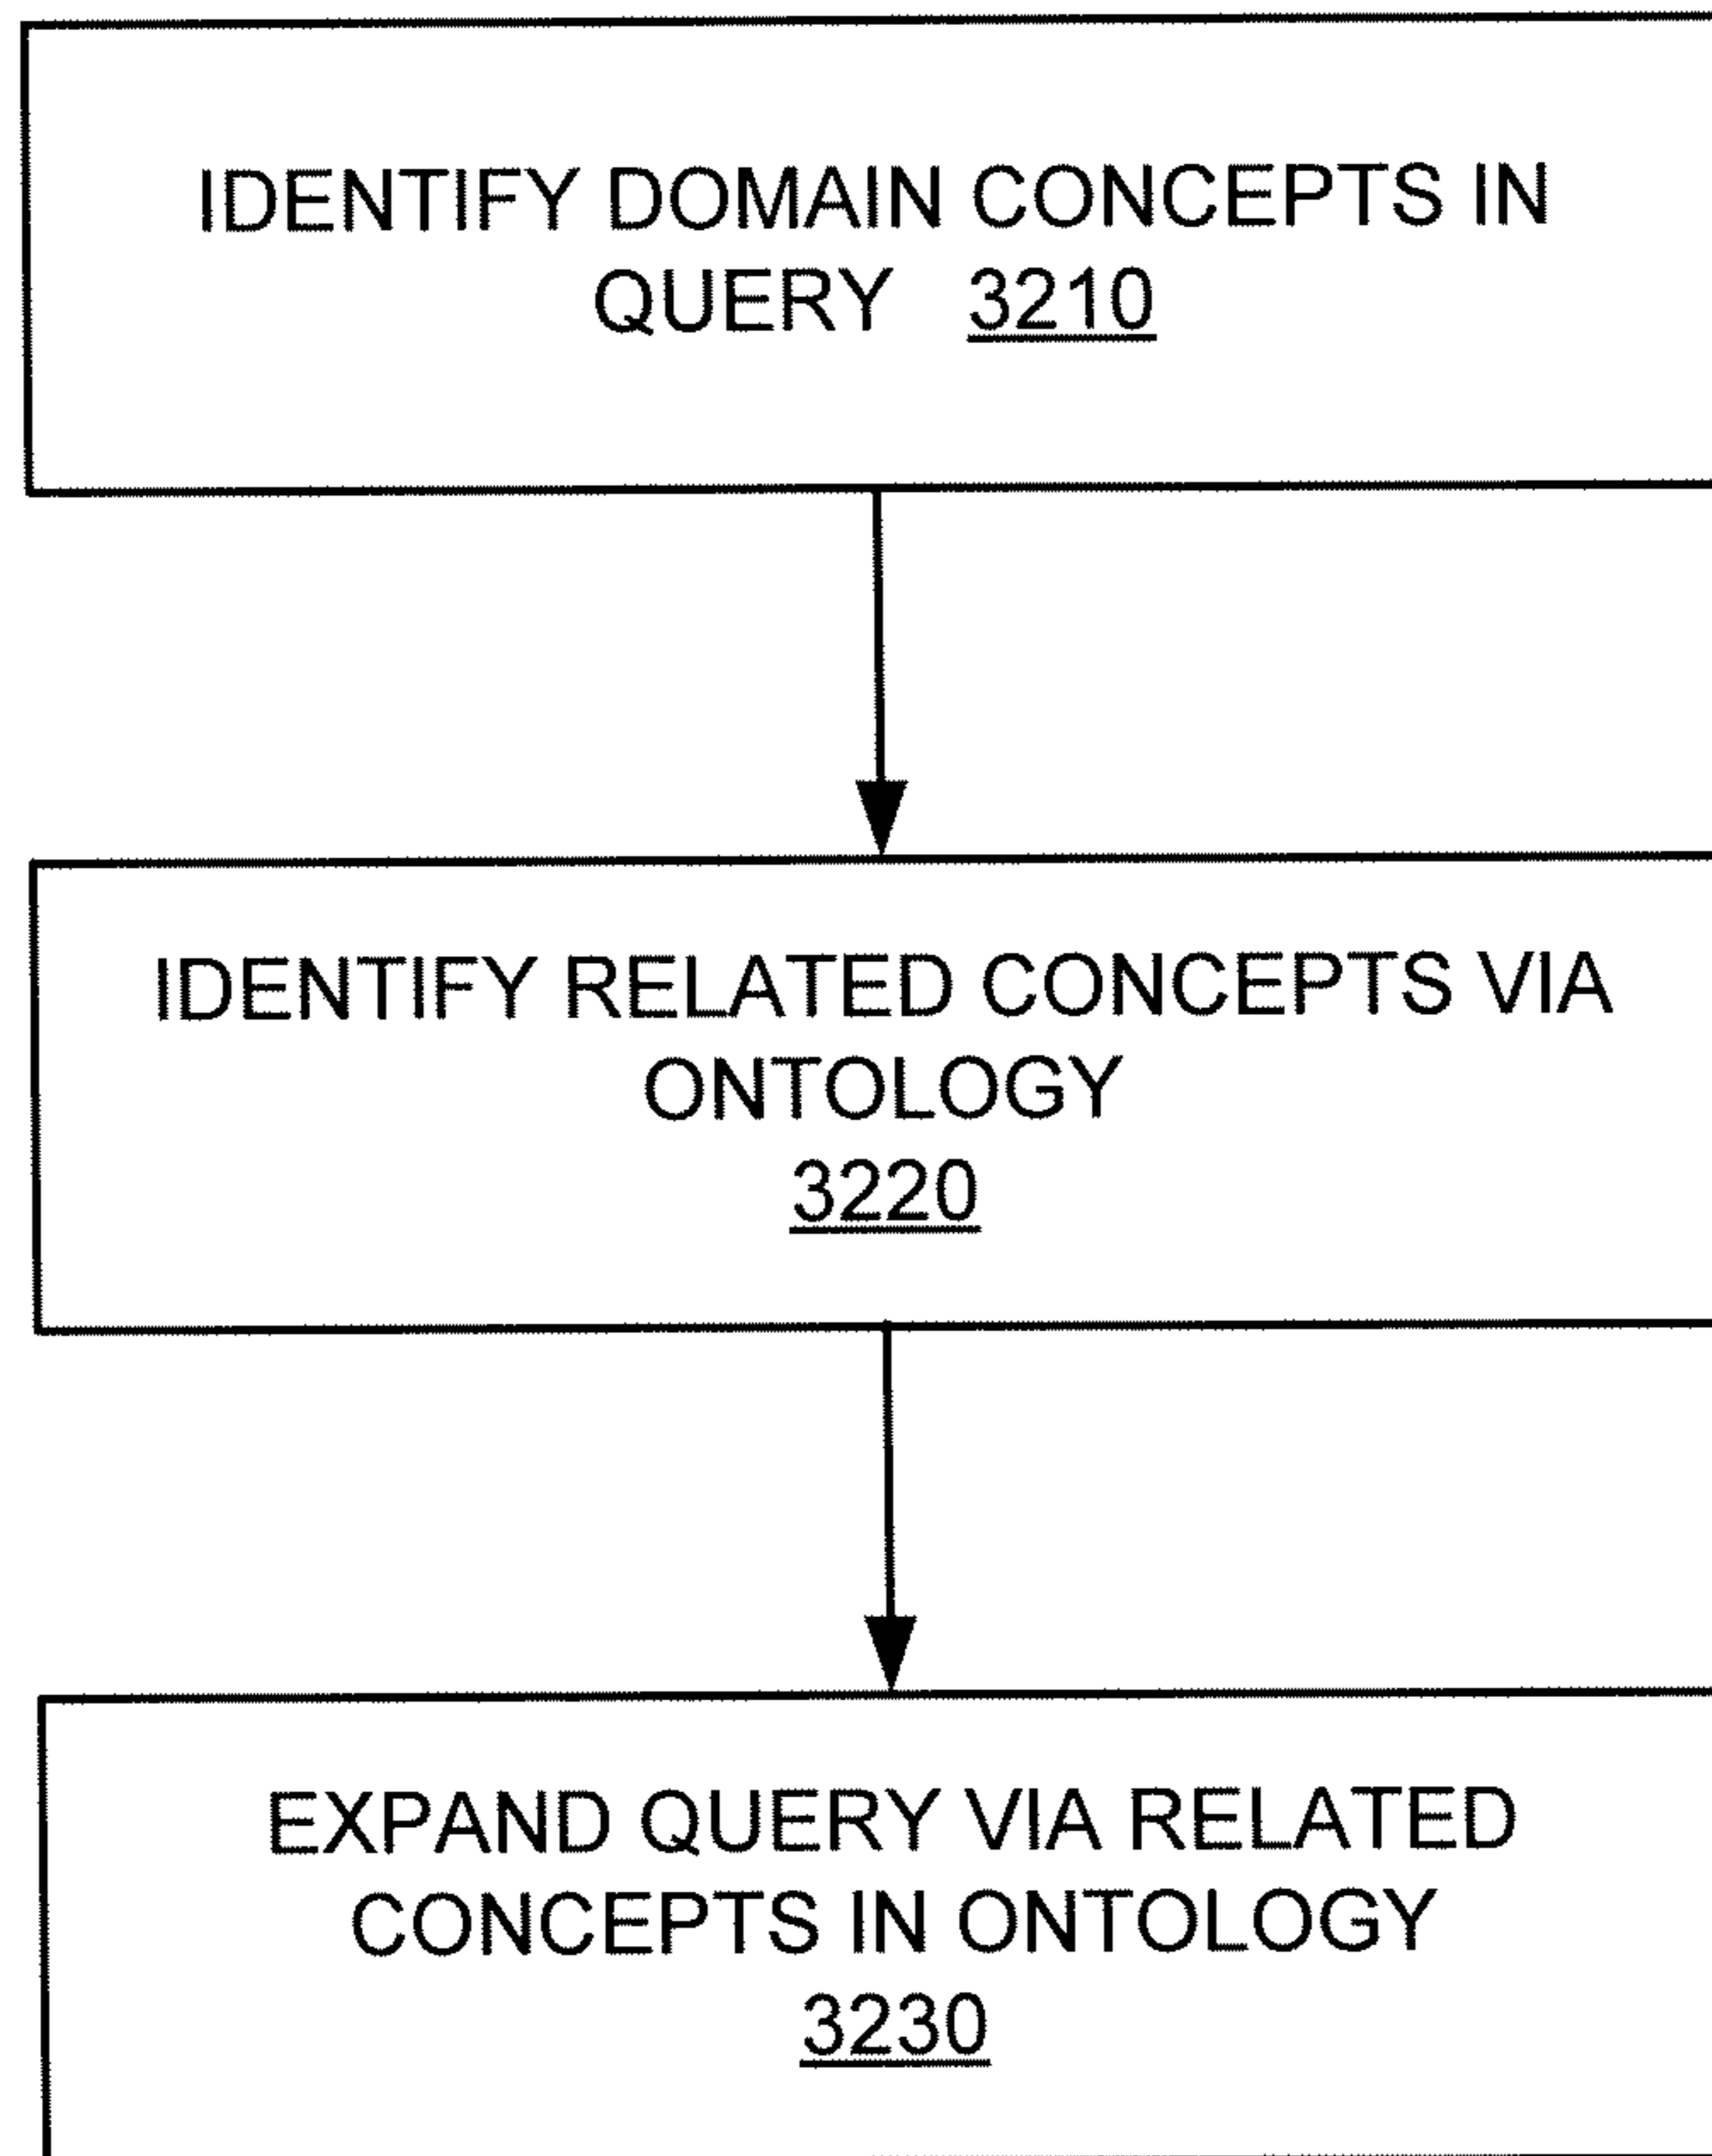 IDENTIFY DOMAIN CONCEPTS IN
QUERY 3210
IDENTIFY RELATED CONCEPTS VIA
ONTOLOGY
3220
EXPAND QUERY VIA RELATED
CONCEPTS IN ONTOLOGY
3230